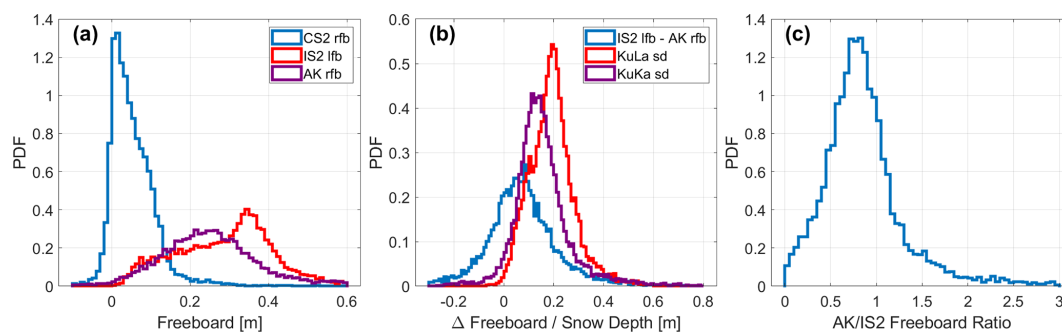 (a)
CS2 rfb
IS2 lfb
AK rfb
PDF
1.4
1.2
1
0.8
0.6
0.4
0.2
0
0 0.2 0.4 0.6
Freeboard [m]
(b)
IS2 lfb - AK rfb
KuLa sd
KuKa sd
PDF
0.6
0.5
0.4
0.3
0.2
0.1
0
-0.2 0 0.2 0.4 0.6 0.8
Δ Freeboard / Snow Depth [m]
(c)
PDF
1.4
1.2
1
0.8
0.6
0.4
0.2
0
0 0.5 1 1.5 2 2.5 3
AK/IS2 Freeboard Ratio